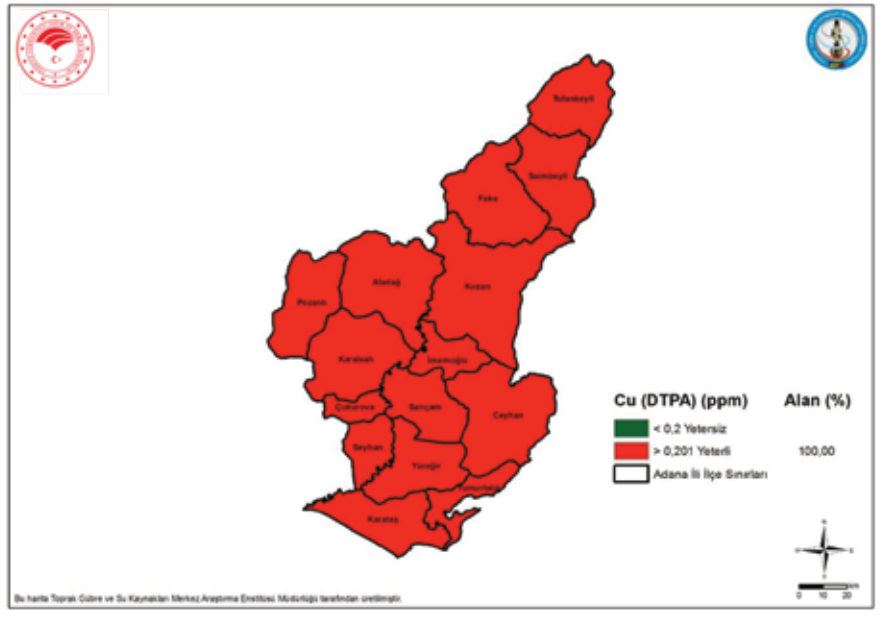 Tufanbeyli
Saimbeyli
Feke
Kozan
Aladağ
Pozantı
Karaisalı
İmamoğlu
Çukurova
Sarıçam
Ceyhan
Seyhan
Yüreğir
Yumurtalık
Karataş
Cu (DTPA) (ppm) Alan (%)
< 0,2 Yetersiz
> 0,201 Yeterli 100,00
Adana İli İlçe Sınırları
N
W E
S
km
0 10 20
Bu harita Toprak Gübre ve Su Kaynakları Merkez Araştırma Enstitüsü Müdürlüğü tarafından üretilmiştir.